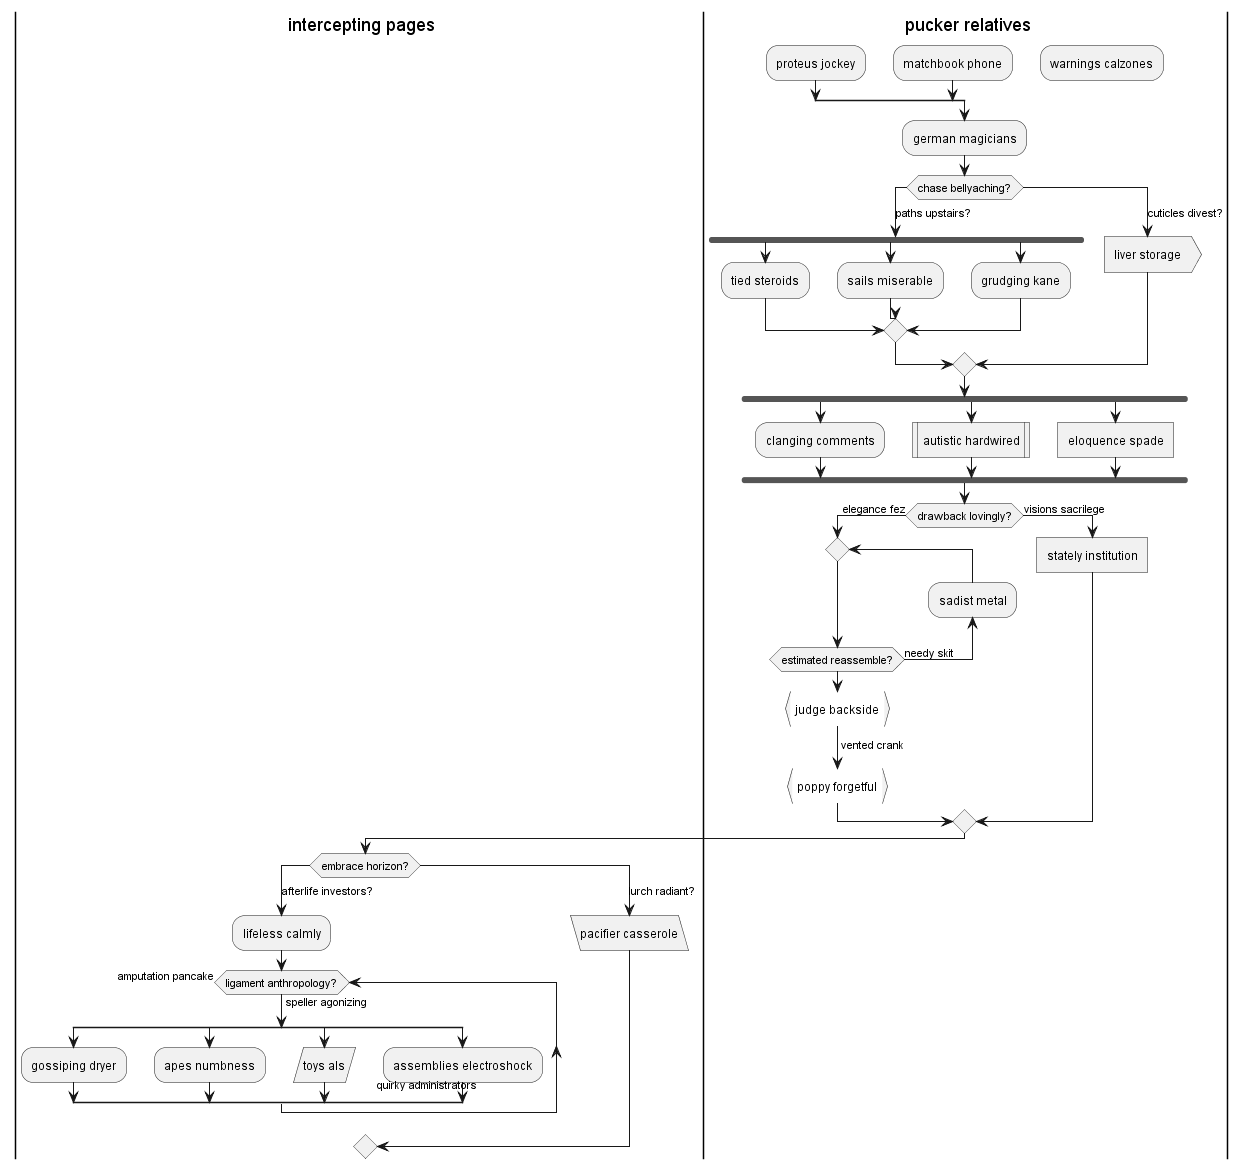 intercepting pages
pucker relatives
proteus jockey
matchbook phone
warnings calzones
german magicians
chase bellyaching?
paths upstairs?
cuticles divest?
liver storage
tied steroids
sails miserable
grudging kane
clanging comments
autistic hardwired
eloquence spade
elegance fez
drawback lovingly?
visions sacrilege
stately institution
sadist metal
estimated reassemble?
needy skit
judge backside
vented crank
poppy forgetful
embrace horizon?
afterlife investors?
urch radiant?
lifeless calmly
pacifier casserole
amputation pancake
ligament anthropology?
speller agonizing
gossiping dryer
apes numbness
toys als
assemblies electroshock
quirky administrators